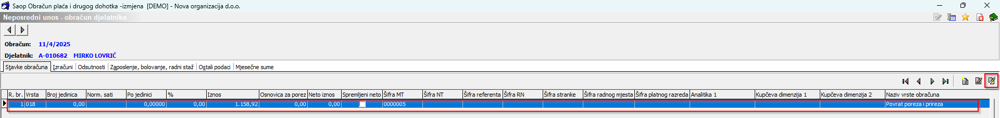 Saop Obračun plaća i drugog dohotka -izmjena [DEMO] - Nova organizacija d.o.o.
Neposredni unos - obračun djelatnika
Obračun: 11/4/2025
Djelatnik: A-010682 MIRKO LOVRIĆ
Stavke obračuna Izračuni Odsutnosti Zaposlenje, bolovanje, radni staž Ostali podaci Mjesečne sume
R. br. Vrsta Broj jedinica Norm. sati Po jedinici % Iznos Osnovica za porez Neto iznos Spremljeni neto Šifra MT Šifra NT Šifra referenta Šifra RN Šifra stranke Šifra radnog mjesta Šifra platnog razreda Analitika 1 Kupčeva dimenzija 1 Kupčeva dimenzija 2 Naziv vrste obračuna
1 018 0,00 0,00000 0,00 1.158,92 0,00 0,00 0000005 Povrat poreza i prireza